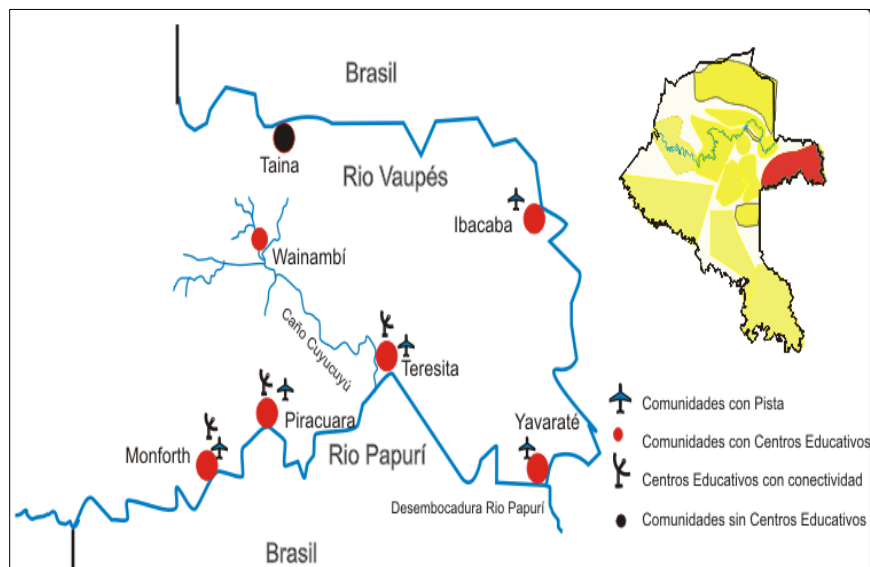 Brasil
Taina
Rio Vaupés
Ibacaba
Wainambí
Caño Cuyucuyú
Teresita
Piracuara
Yavaraté
Monforth
Rio Papurí
Desembocadura Rio Papurí
Brasil
Comunidades con Pista
Comunidades con Centros Educativos
Centros Educativos con conectividad
Comunidades sin Centros Educativos